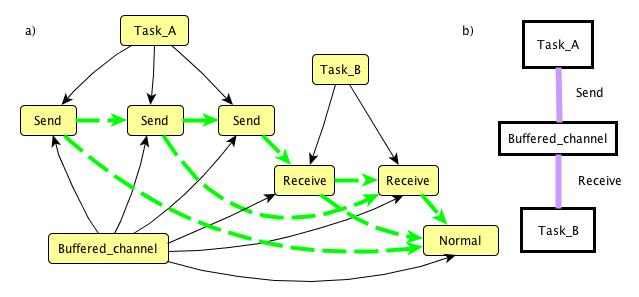 a)
Task_A
Task_B
Send
Send
Send
Receive
Receive
Buffered_channel
Normal
b)
Task_A
Send
Buffered_channel
Receive
Task_B